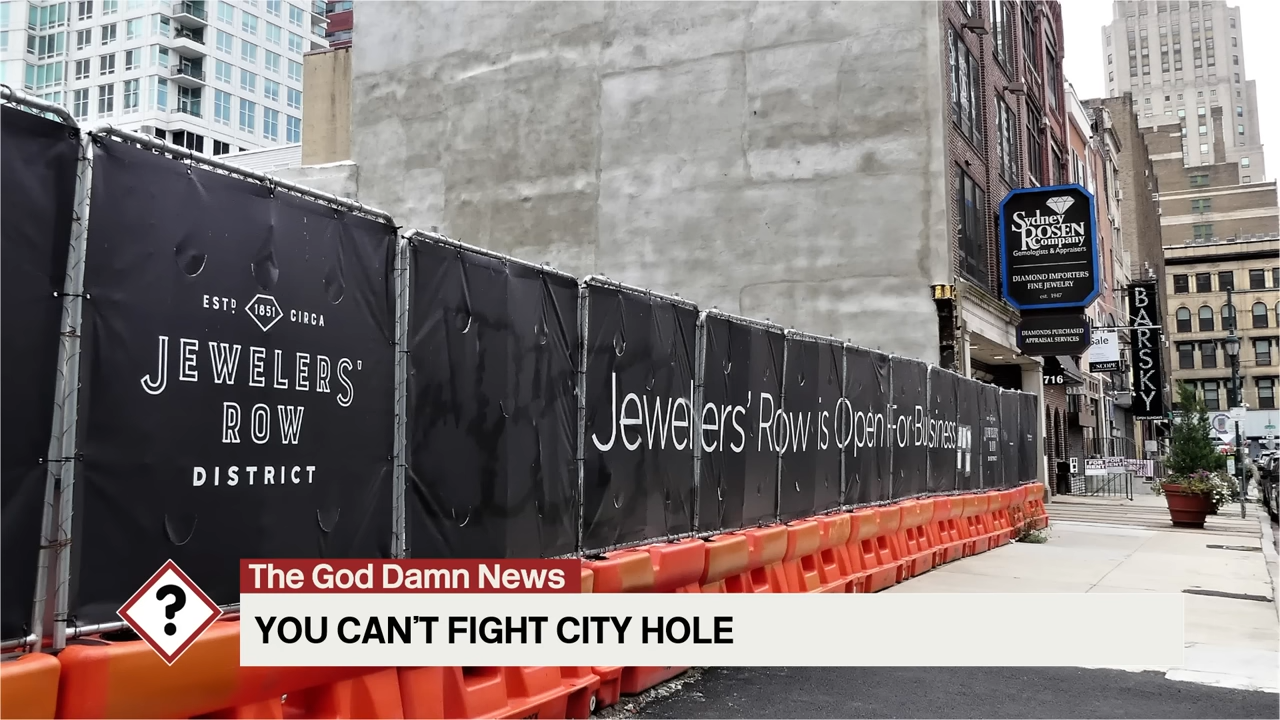 ESTD 1851 CIRCA
JEWELERS'
ROW
DISTRICT
Jewelers' Row is Open For Business
Sydney
ROSEN
Company
Gemologists & Appraisers
DIAMOND IMPORTERS
FINE JEWELRY
est. 1947
DIAMONDS PURCHASED
APPRAISAL SERVICES
716
Sale
BARSKY
?
The God Damn News
YOU CAN'T FIGHT CITY HOLE